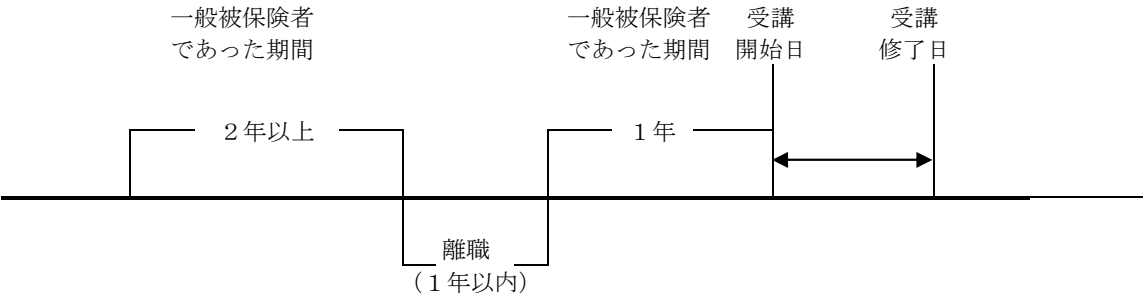 一般被保険者
であった期間
一般被保険者
であった期間
受講
開始日
受講
修了日
２年以上
１年
離職
（１年以内）